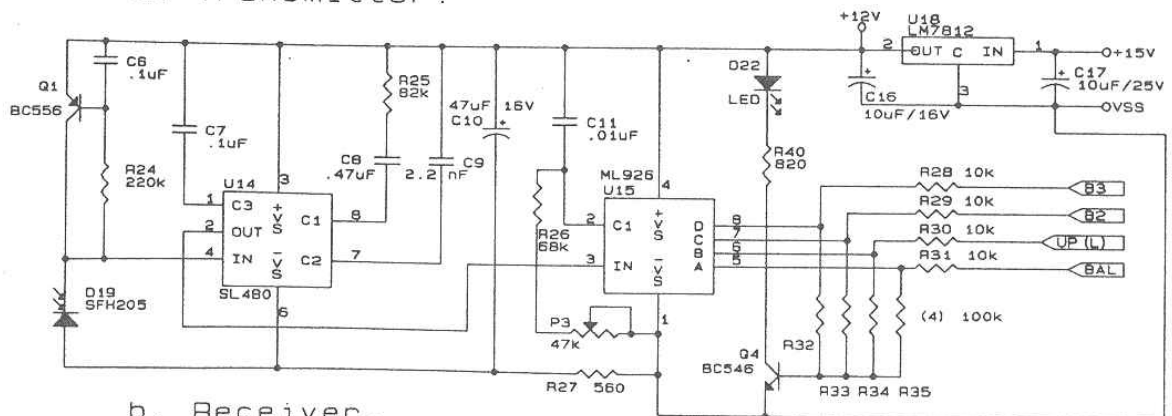 Transmitter.
+12V
U18
LM7812
2 OUT C IN 1
+15V
3
C17
10uF/25V
VSS
C16
10uF/16V
Q1
BC556
C6
.1uF
C7
.1uF
R24
220k
R25
82k
C8
.47uF
C9
2.2 nF
47uF 16V
C10
C11
.01uF
D22
LED
R40
820
U14
1 C3
2 OUT
4 IN
3
+VS
-VS
C1 8
C2 7
SL480
6
D19
SFH205
R26
68k
ML926
U15
4
2 C1
3 IN
+VS
-VS
D 8
C 7
B 6
A 5
1
P3
47k
R27 560
R28 10k
B3
R29 10k
B2
R30 10k
UP(L)
R31 10k
BAL
(4) 100k
R32
R33 R34 R35
Q4
BC546
b. Receiver.